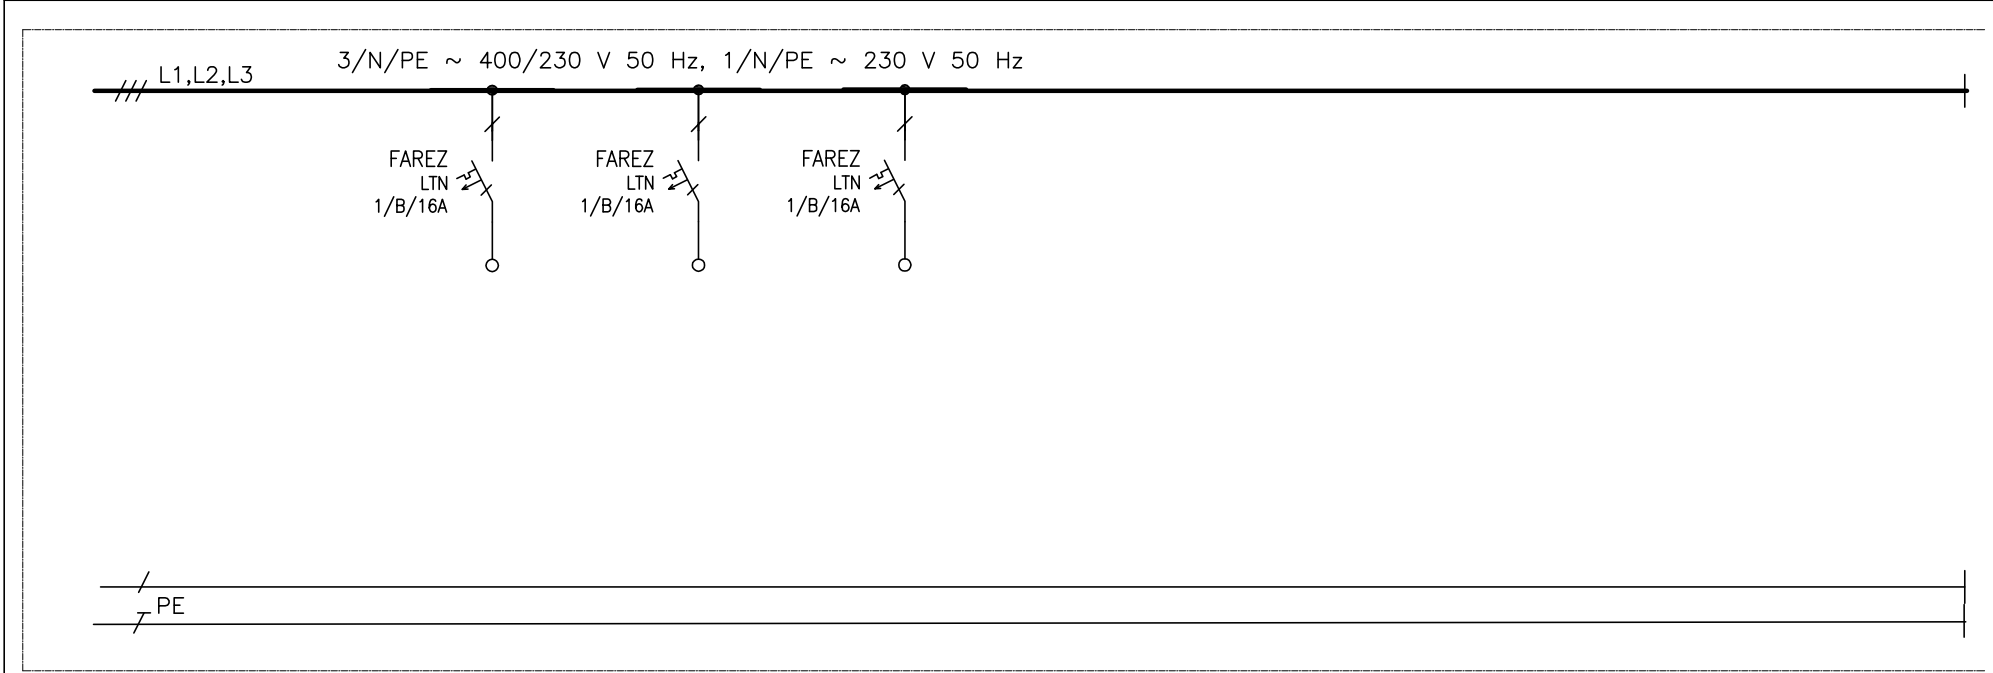 3/N/PE ~ 400/230 V 50 Hz, 1/N/PE ~ 230 V 50 Hz
L1,L2,L3
FAREZ
LTN
1/B/16A
FAREZ
LTN
1/B/16A
FAREZ
LTN
1/B/16A
PE